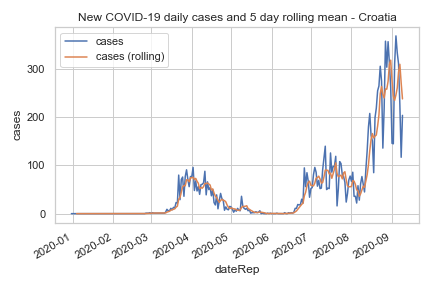 New COVID-19 daily cases and 5 day rolling mean - Croatia
cases
cases (rolling)
300
200
100
0
cases
2020-01
2020-02
2020-03
2020-04
2020-05
2020-06
2020-07
2020-08
2020-09
dateRep